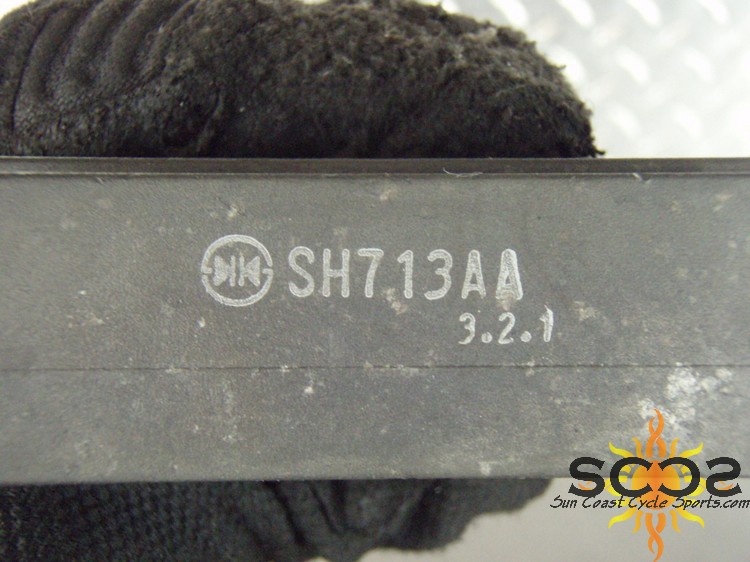 SH713AA
3.2.1
SCCS
Sun Coast Cycle Sports.com